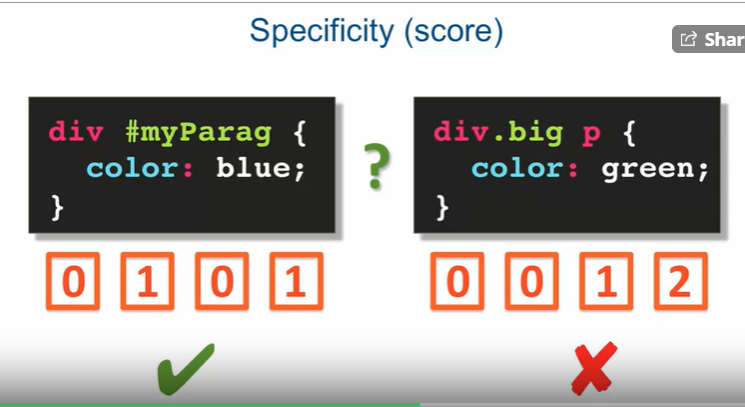 Specificity (score)
Shar
div #myParag {
color: blue;
}
?
div.big p {
color: green;
}
0 1 0 1
0 0 1 2